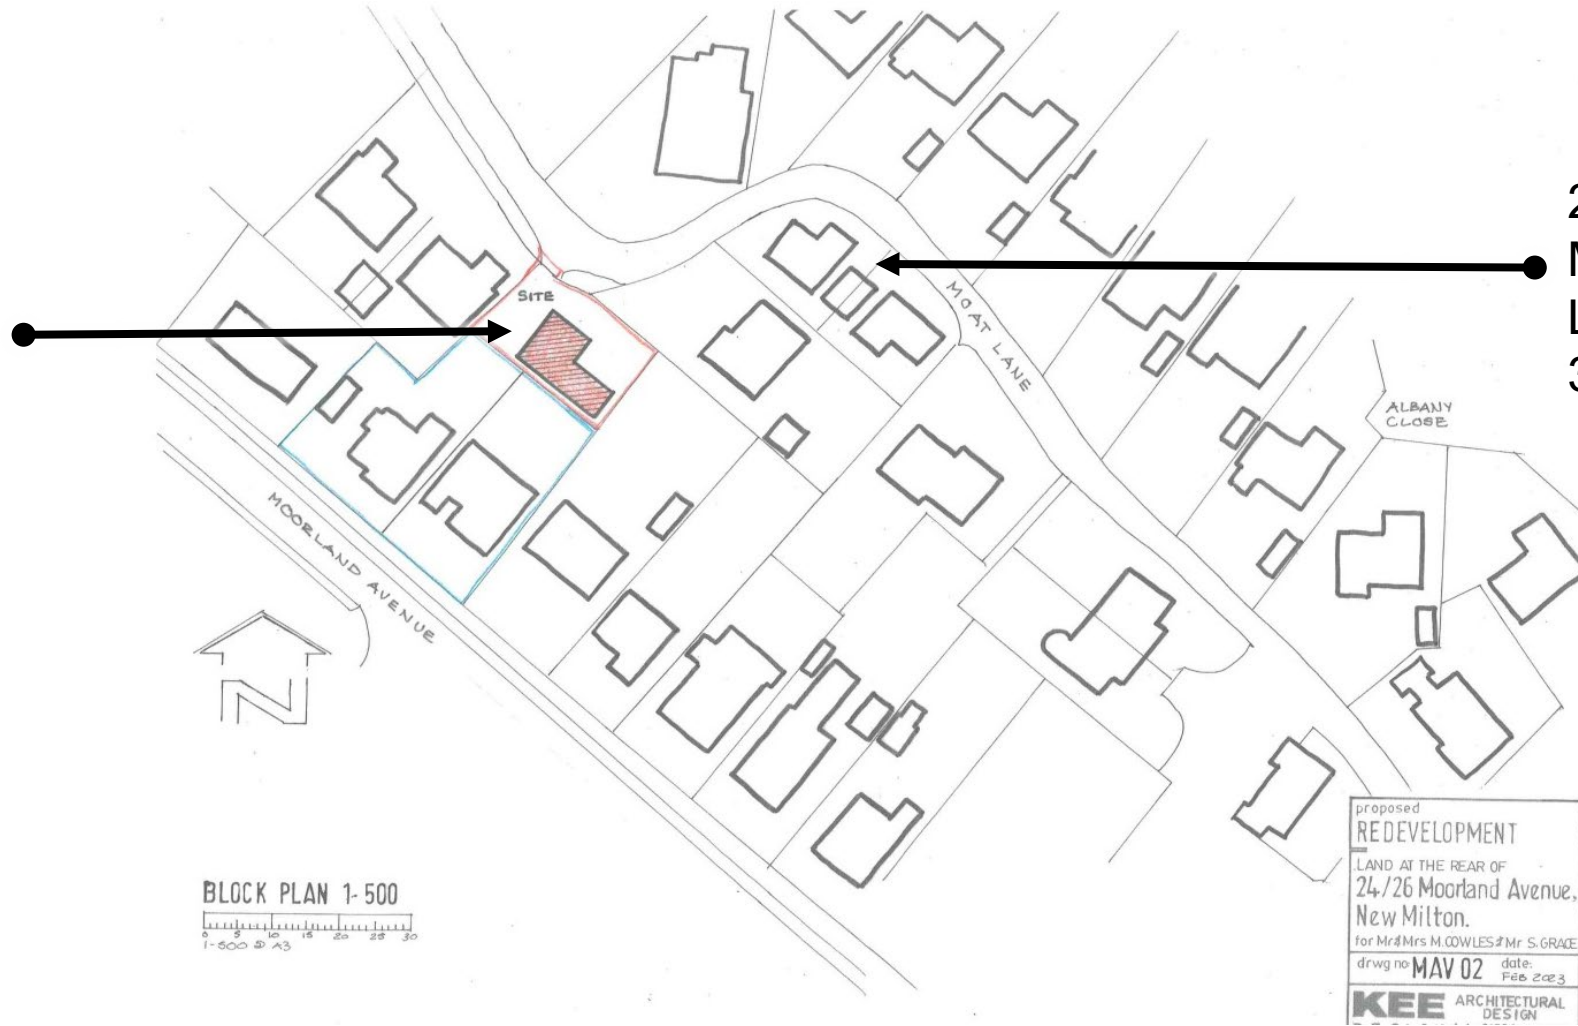 SITE
2
M
L
3
MOAT LANE
ALBANY
CLOSE
MOORLAND AVENUE
N
BLOCK PLAN 1-500
0 5 10 15 20 25 30
1-500 @ A3
proposed
REDEVELOPMENT
LAND AT THE REAR OF
24/26 Moorland Avenue,
New Milton.
for Mr&Mrs M.COWLES & Mr S. GRACE
drwg no MAV 02 date:
FEB 2023
KEE ARCHITECTURAL
DESIGN